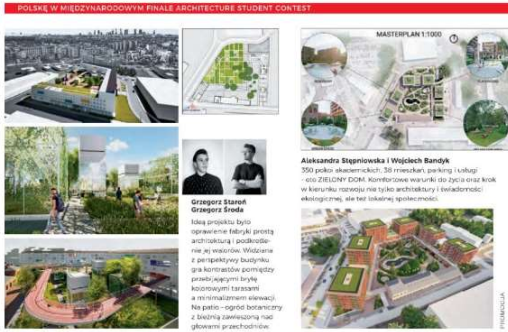 POLSKĘ W MIĘDZYNARODOWYM FINALE ARCHITECTURE STUDENT CONTEST
MASTERPLAN 1:1000
Grzegorz Staroń
Grzegorz Środa
Ideą projektu było
oprawienie fabryki prostą
architekturą i podkreśle-
nie jej walorów. Widziana
z perspektywy budynku
gra kontrastów pomiędzy
przebijającymi bryłę
kolorowymi tarasami
a minimalizmem elewacji.
Na patio – ogród botaniczny
z bieżnią zawieszoną nad
głowami przechodniów.
Aleksandra Stępniowska i Wojciech Bandyk
350 pokoi akademickich, 38 mieszkań, parking i usługi
- oto ZIELONY DOM. Komfortowe warunki do życia oraz krok
w kierunku rozwoju nie tylko architektury i świadomości
ekologicznej, ale też lokalnej społeczności.
PROMOCJA